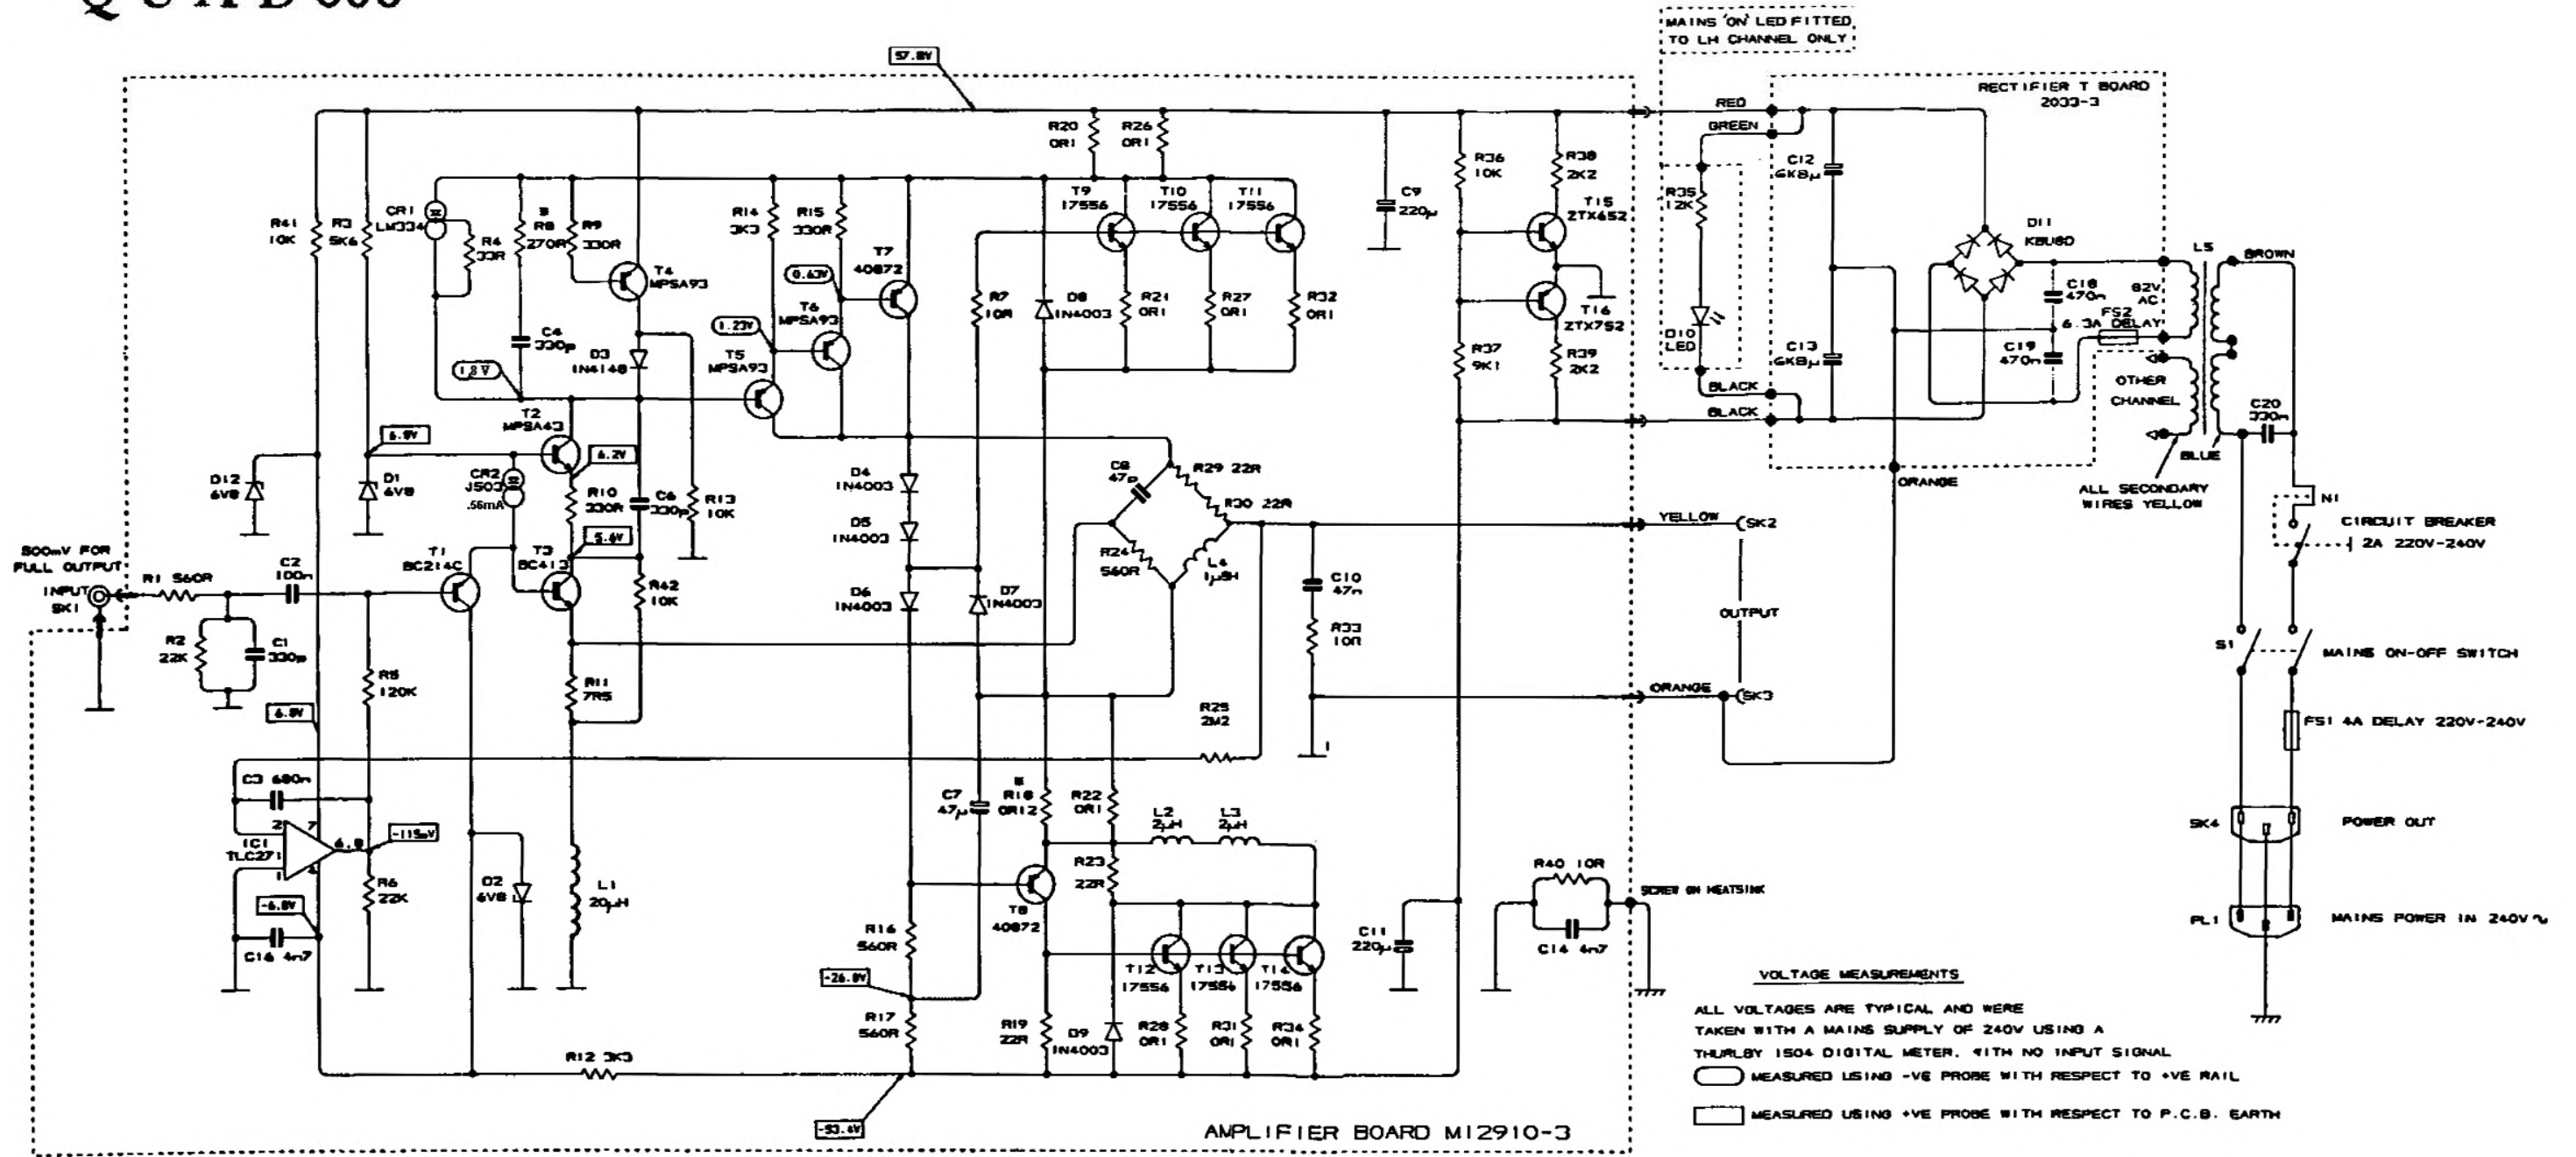 MAINS 'ON' LED FITTED
TO LH CHANNEL ONLY
57.8V
RECTIFIER T BOARD
2033-3
RED
GREEN
R20
0R1
R26
0R1
R36
10K
R38
2K2
C12
6K8µ
R41
10K
R3
5K6
CR1
LM334
R4
33R
R8
270R
R9
330R
R14
3K3
R15
330R
T9
17556
T10
17556
T11
17556
C9
220µ
T15
ZTX652
R35
12K
D11
KBU8D
L5
BROWN
T4
MPSA93
0.63V
T7
40872
82V
AC
C18
470n
C4
330p
1.23V
T6
MPSA93
R7
10R
D8
1N4003
R21
0R1
R27
0R1
R32
0R1
T16
ZTX752
D10
LED
FS2
6.3A DELAY
D3
1N4148
T5
MPSA93
1.8V
R37
9K1
R39
2K2
C13
6K8µ
C19
470n
OTHER
CHANNEL
BLACK
BLACK
C20
330n
T2
MPSA43
6.8V
6.2V
D12
6V8
D1
6V8
CR2
J503
.56mA
R10
330R
C6
330p
R13
10K
D4
1N4003
C8
47p
R29 22R
BLUE
ORANGE
ALL SECONDARY
WIRES YELLOW
N1
R30 22R
D5
1N4003
5.6V
YELLOW
SK2
CIRCUIT BREAKER
2A 220V-240V
500mV FOR
FULL OUTPUT
INPUT
SK1
R1 560R
C2
100n
T1
BC214C
T3
BC413
R42
10K
R24
560R
L4
D6
1N4003
D7
1N4003
C10
47n
OUTPUT
R2
22K
C1
330p
R33
10R
S1
MAINS ON-OFF SWITCH
R5
120K
R11
7R5
ORANGE
SK3
6.8V
R25
2M2
FS1 4A DELAY 220V-240V
C3 680n
2
7
IC1
TLC271
6.8
-115mV
C7
47µ
R18
0R12
R22
0R1
L2
2µH
L3
2µH
SK4
POWER OUT
R6
22K
D2
6V8
L1
20µH
R23
22R
T8
40872
R40 10R
SCREW ON HEATSINK
-6.8V
C16 4n7
R16
560R
C11
220µ
C14 4n7
PL1
MAINS POWER IN 240V~
-26.8V
T12
17556
T13
17556
T14
17556
VOLTAGE MEASUREMENTS
R17
560R
R19
22R
D9
1N4003
R28
0R1
R31
0R1
R34
0R1
ALL VOLTAGES ARE TYPICAL AND WERE
TAKEN WITH A MAINS SUPPLY OF 240V USING A
THURLBY 1504 DIGITAL METER. WITH NO INPUT SIGNAL
R12 3K3
MEASURED USING -VE PROBE WITH RESPECT TO +VE RAIL
MEASURED USING +VE PROBE WITH RESPECT TO P.C.B. EARTH
-53.4V
AMPLIFIER BOARD M12910-3